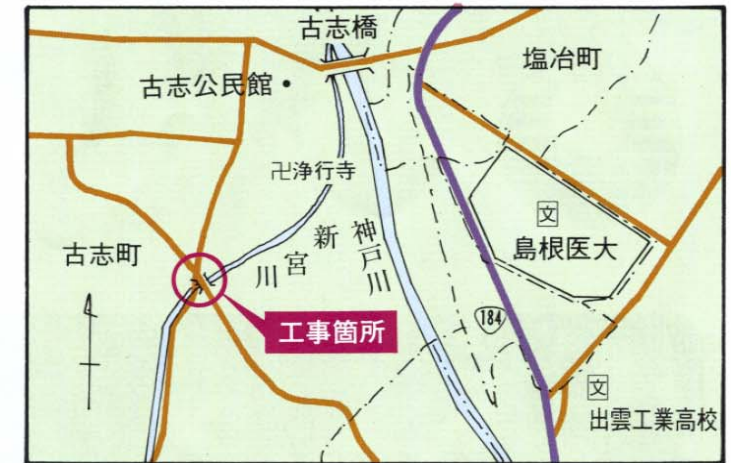 古志橋
塩冶町
古志公民館
卍浄行寺
文
島根医大
神戸川
新宮川
古志町
184
工事箇所
文
出雲工業高校